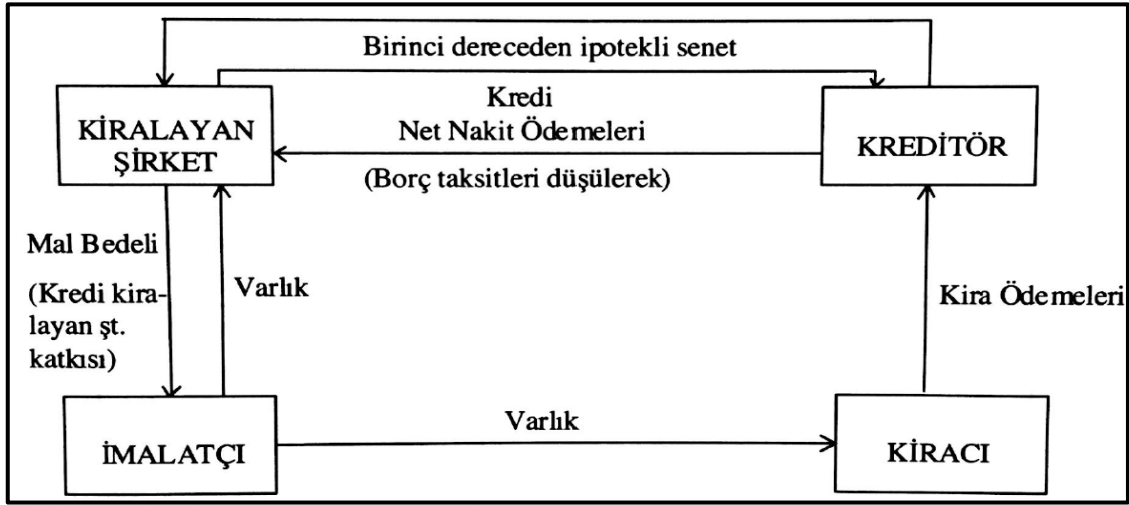 Birinci dereceden ipotekli senet
Kredi
Net Nakit Ödemeleri
(Borç taksitleri düşülerek)
KİRALAYAN
ŞİRKET
KREDİTÖR
Mal Bedeli
(Kredi kira-
layan şt.
katkısı)
Varlık
Kira Ödemeleri
İMALATÇI
Varlık
KİRACI